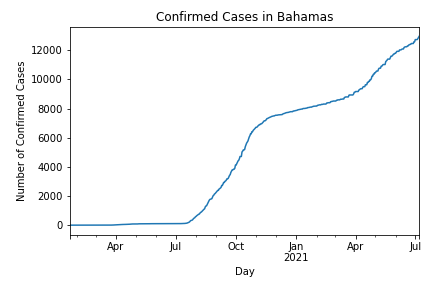 Confirmed Cases in Bahamas
Number of Confirmed Cases
12000
10000
8000
6000
4000
2000
0
Apr Jul Oct Jan Apr Jul
2021
Day